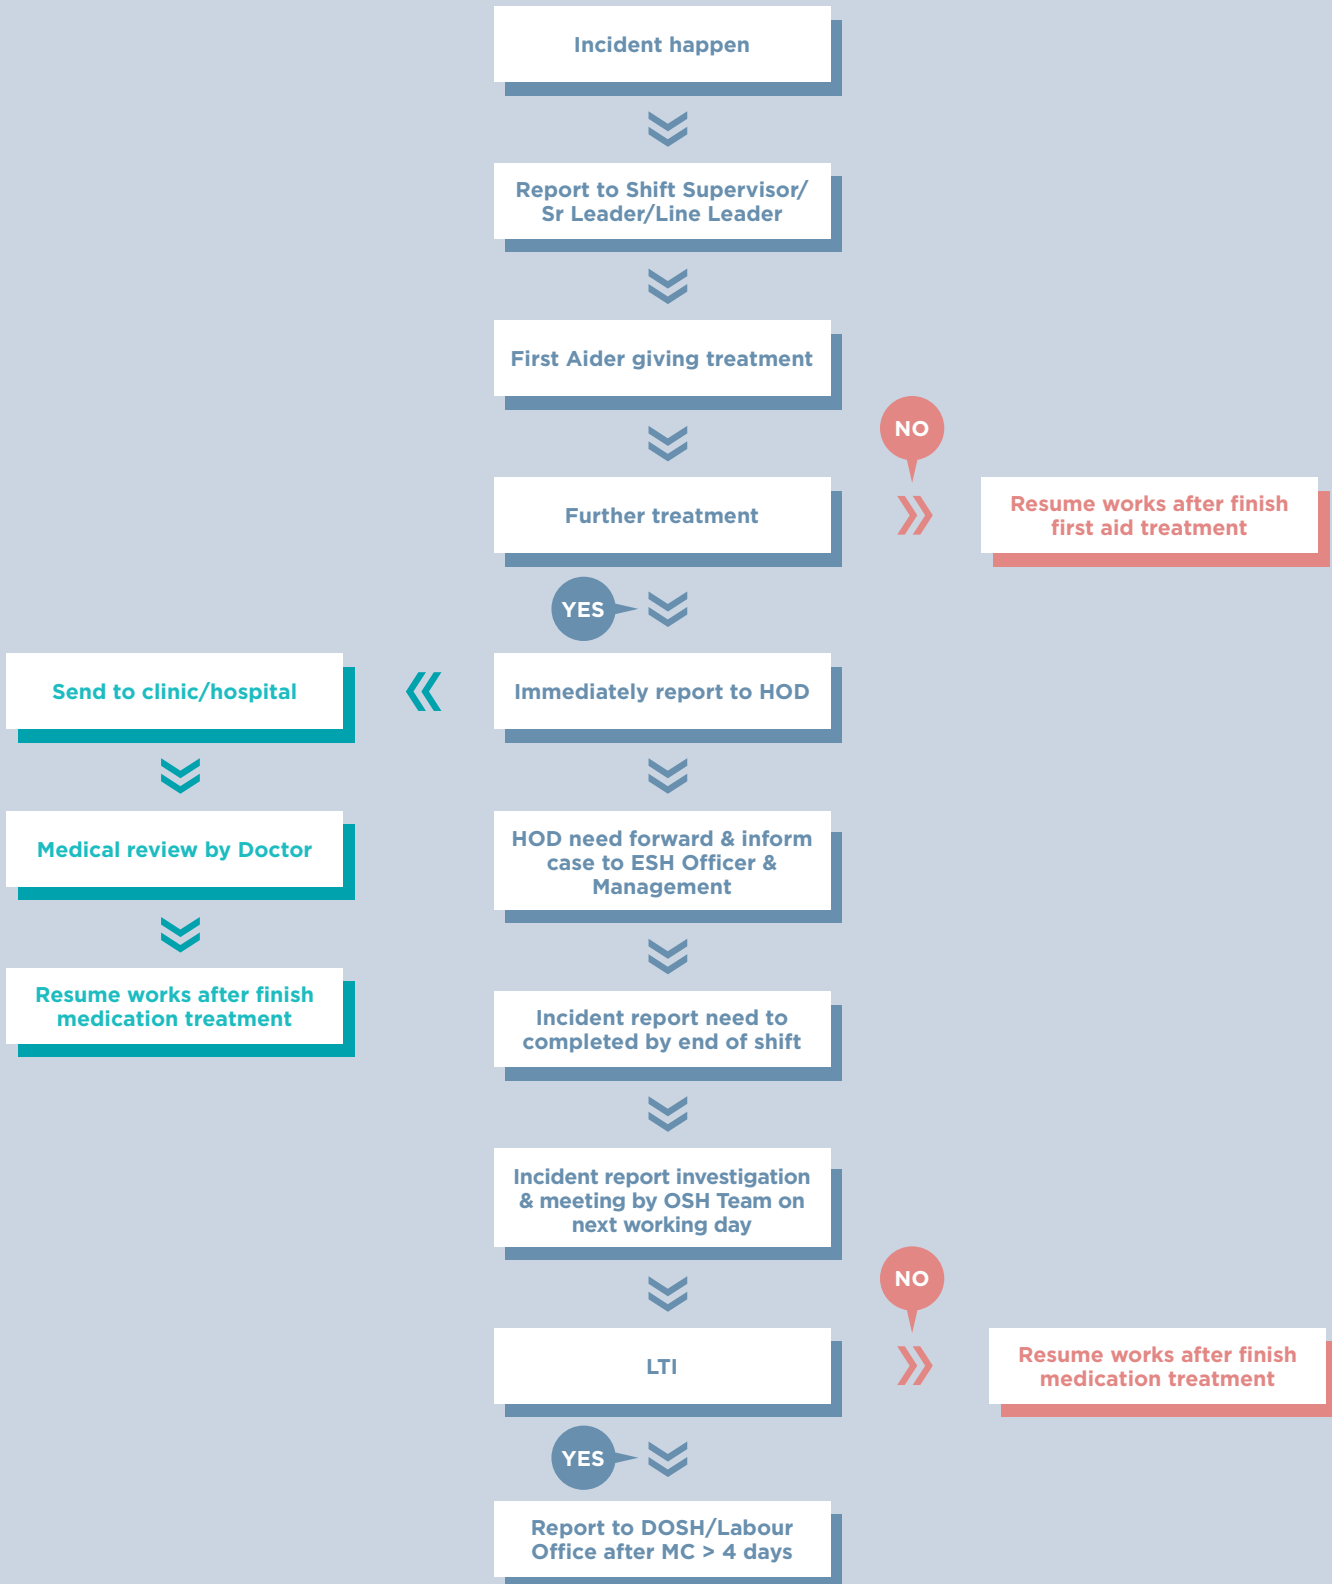 Incident happen
Report to Shift Supervisor/
Sr Leader/Line Leader
First Aider giving treatment
NO
Further treatment
Resume works after finish
first aid treatment
YES
Send to clinic/hospital
Immediately report to HOD
Medical review by Doctor
HOD need forward & inform
case to ESH Officer &
Management
Resume works after finish
medication treatment
Incident report need to
completed by end of shift
Incident report investigation
& meeting by OSH Team on
next working day
NO
LTI
Resume works after finish
medication treatment
YES
Report to DOSH/Labour
Office after MC > 4 days